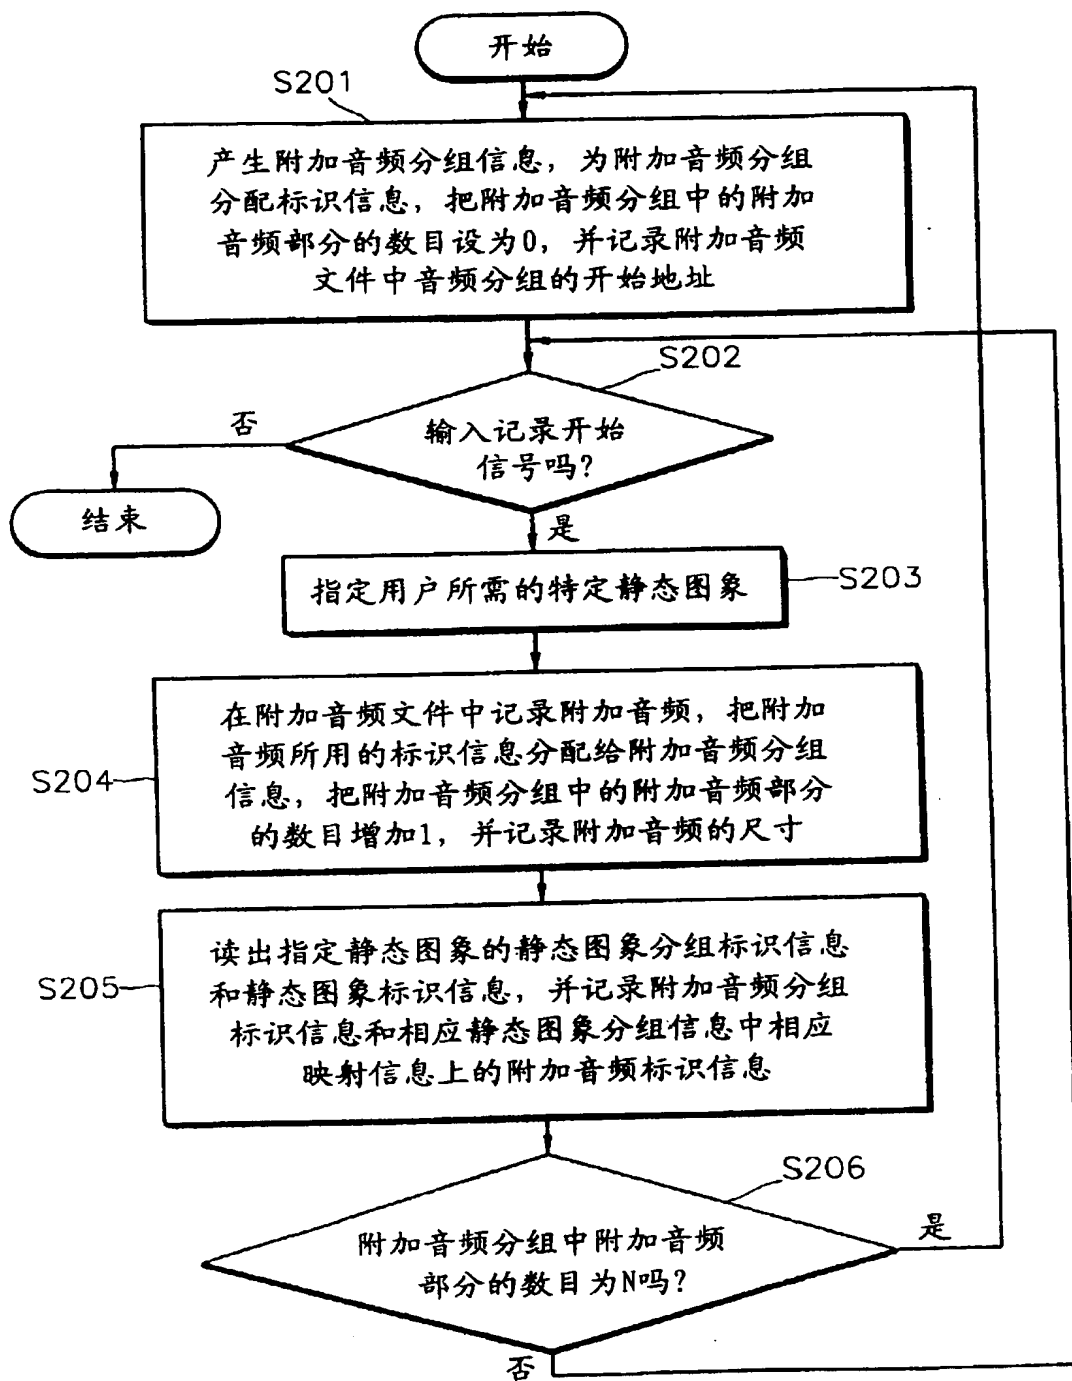 开始
S201
产生附加音频分组信息，为附加音频分组
分配标识信息，把附加音频分组中的附加
音频部分的数目设为0，并记录附加音频
文件中音频分组的开始地址
S202
否
输入记录开始
信号吗?
结束
是
指定用户所需的特定静态图象
S203
在附加音频文件中记录附加音频，把附加
音频所用的标识信息分配给附加音频分组
S204
信息，把附加音频分组中的附加音频部分
的数目增加1，并记录附加音频的尺寸
读出指定静态图象的静态图象分组标识信息
S205
和静态图象标识信息，并记录附加音频分组
标识信息和相应静态图象分组信息中相应
映射信息上的附加音频标识信息
S206
是
附加音频分组中附加音频
部分的数目为N吗?
否